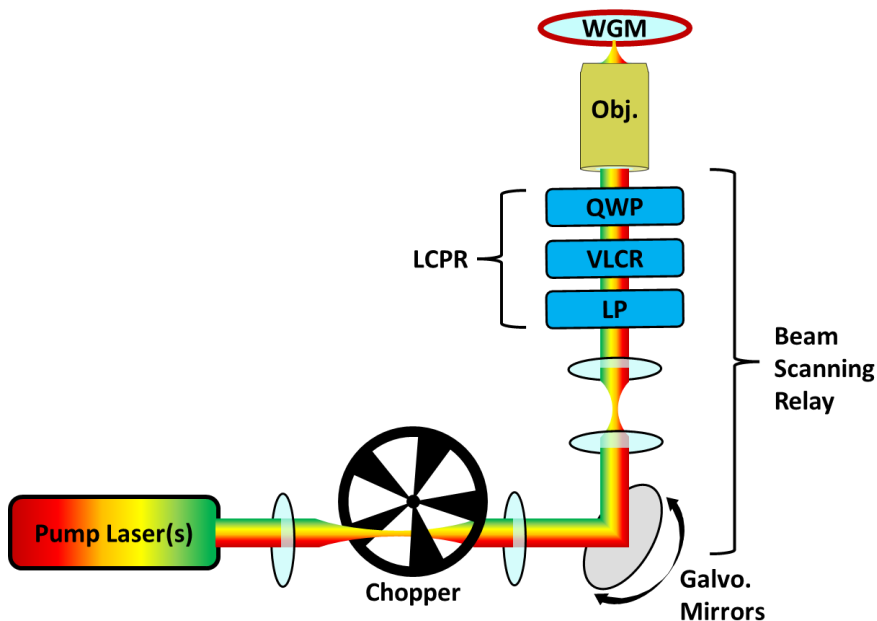 WGM
Obj.
QWP
LCPR
VLCR
LP
Beam
Scanning
Relay
Pump Laser(s)
Chopper
Galvo.
Mirrors